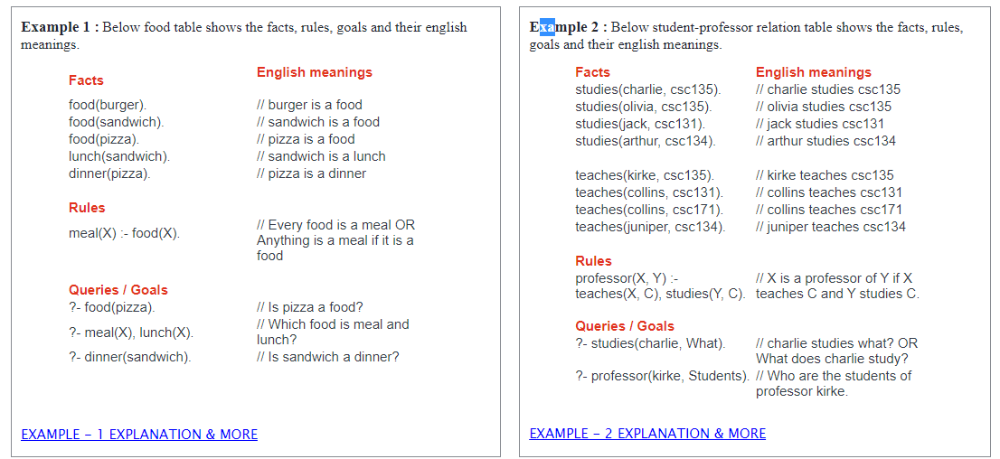 Example 1 : Below food table shows the facts, rules, goals and their english
meanings.
Facts
English meanings
food(burger). // burger is a food
food(sandwich). // sandwich is a food
food(pizza). // pizza is a food
lunch(sandwich). // sandwich is a lunch
dinner(pizza). // pizza is a dinner
Rules
meal(X) :- food(X). // Every food is a meal OR
Anything is a meal if it is a
food
Queries / Goals
?- food(pizza). // Is pizza a food?
?- meal(X), lunch(X). // Which food is meal and
lunch?
?- dinner(sandwich). // Is sandwich a dinner?
EXAMPLE – 1 EXPLANATION & MORE
Example 2 : Below student-professor relation table shows the facts, rules,
goals and their english meanings.
Facts English meanings
studies(charlie, csc135). // charlie studies csc135
studies(olivia, csc135). // olivia studies csc135
studies(jack, csc131). // jack studies csc131
studies(arthur, csc134). // arthur studies csc134
teaches(kirke, csc135). // kirke teaches csc135
teaches(collins, csc131). // collins teaches csc131
teaches(collins, csc171). // collins teaches csc171
teaches(juniper, csc134). // juniper teaches csc134
Rules
professor(X, Y) :- // X is a professor of Y if X
teaches(X, C), studies(Y, C). teaches C and Y studies C.
Queries / Goals
?- studies(charlie, What). // charlie studies what? OR
What does charlie study?
?- professor(kirke, Students). // Who are the students of
professor kirke.
EXAMPLE – 2 EXPLANATION & MORE